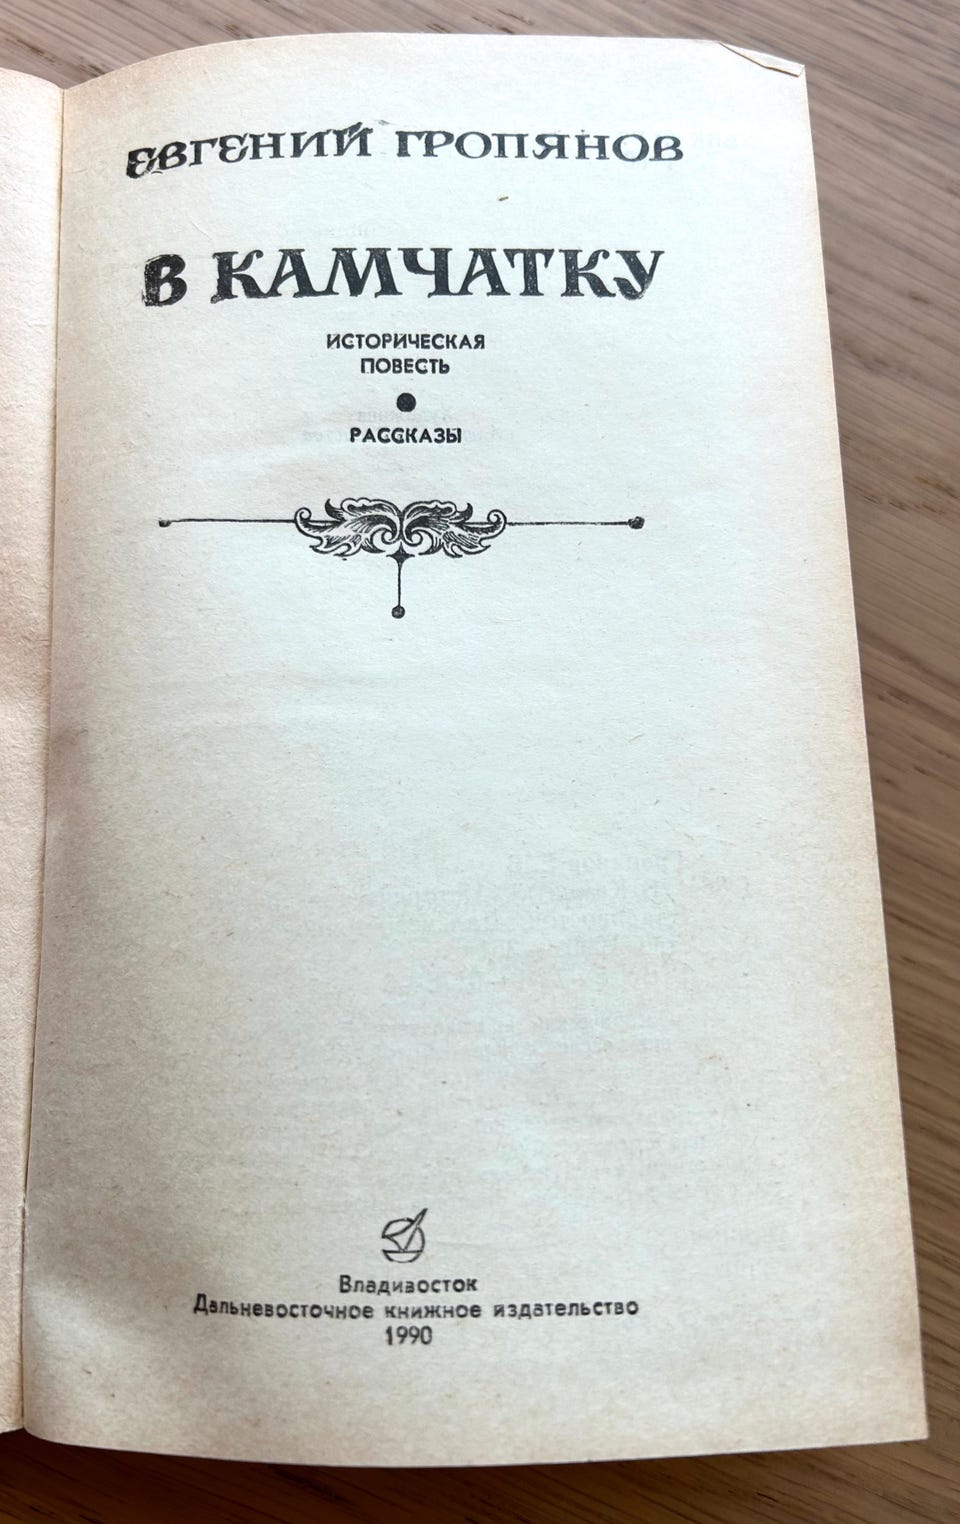 ЕВГЕНИЙ ГРОПЯНОВ
В КАМЧАТКУ
ИСТОРИЧЕСКАЯ
ПОВЕСТЬ
РАССКАЗЫ
Владивосток
Дальневосточное книжное издательство
1990